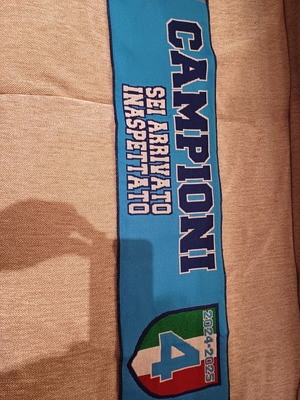 CAMPIONI
SEI ARRIVATO
INASPETTATO
2024-2025
4